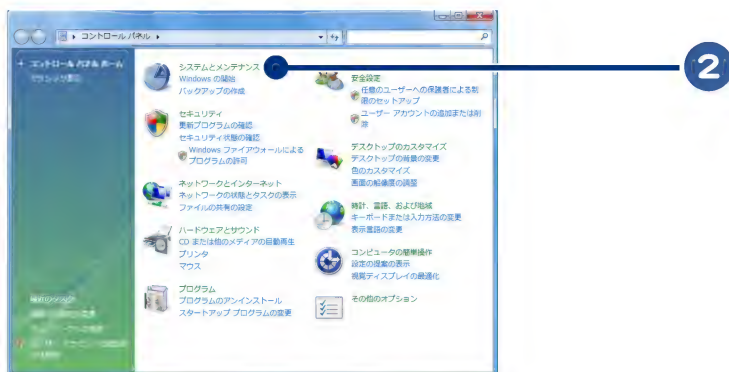 コントロール パネル
コントロール パネル ホーム
システムとメンテナンス
Windows の開始
バックアップの作成
セキュリティ
更新プログラムの確認
セキュリティ状態の確認
Windows ファイアウォールによる
プログラムの許可
ネットワークとインターネット
ネットワークの状態とタスクの表示
ファイルの共有の設定
ハードウェアとサウンド
CD または他のメディアの自動再生
プリンタ
マウス
プログラム
プログラムのアンインストール
スタートアップ プログラムの変更
安全設定
任意のユーザーへの保護者による制
限のセットアップ
ユーザー アカウントの追加または削
除
デスクトップのカスタマイズ
デスクトップの背景の変更
色のカスタマイズ
画面の解像度の調整
時計、言語、および地域
キーボードまたは入力方法の変更
表示言語の変更
コンピュータの簡単操作
設定の提案の表示
視覚ディスプレイの最適化
その他のオプション
2